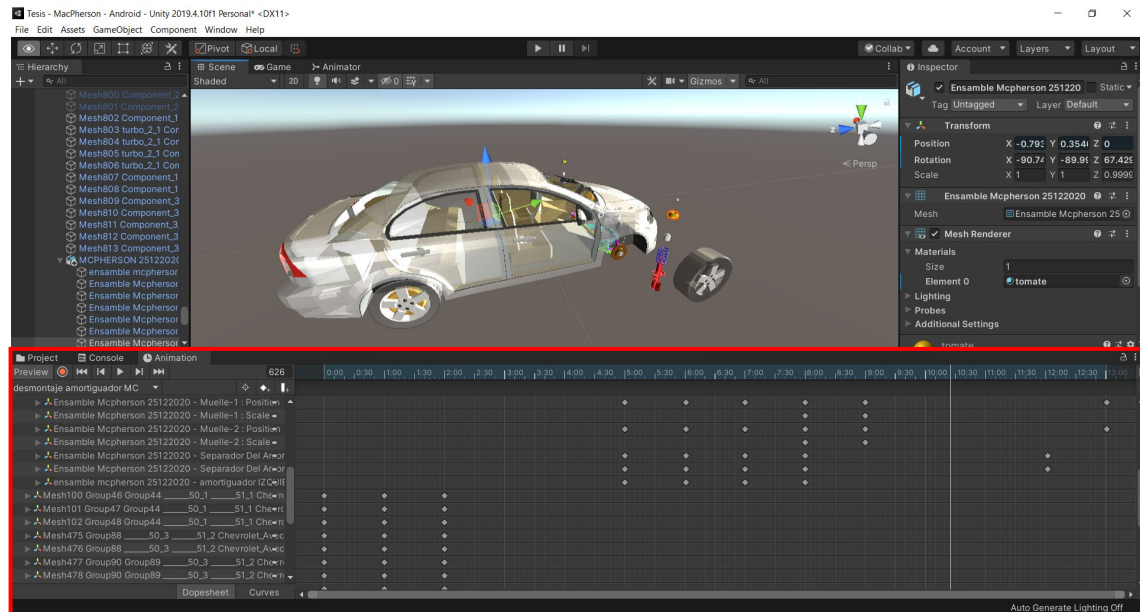 Tesis - MacPherson - Android - Unity 2019.4.10f1 Personal* <DX11>
File Edit Assets GameObject Component Window Help
Pivot Local Collab Account Layers Layout
Hierarchy
All
Mesh800 Component_2
Mesh801 Component_2
Mesh802 Component_1
Mesh803 turbo_2_1 Con
Mesh804 turbo_2_1 Con
Mesh805 turbo_2_1 Con
Mesh806 turbo_2_1 Con
Mesh807 Component_1
Mesh808 Component_1
Mesh809 Component_3
Mesh810 Component_3
Mesh811 Component_3
Mesh812 Component_3
Mesh813 Component_3
MCPHERSON 2512202(
ensamble mcpherson
Ensamble Mcpherson
Ensamble Mcpherson
Ensamble Mcpherson
Ensamble Mcpherson
Ensamble Mcpherson
Ensamble Mcpherson
Scene Game Animator
Shaded 2D 0 Gizmos All
z
Persp
Inspector
Ensamble Mcpherson 251220 Static
Tag Untagged Layer Default
Transform
Position X -0.793 Y 0.354 Z 0
Rotation X -90.74 Y -89.99 Z 67.429
Scale X 1 Y 1 Z 0.9999
Ensamble Mcpherson 25122020
Mesh Ensamble Mcpherson 25
Mesh Renderer
Materials
Size 1
Element 0 tomate
Lighting
Probes
Additional Settings
tomate
Project Console Animation
Preview 626 0:00 0:30 1:00 1:30 2:00 2:30 3:00 3:30 4:00 4:30 5:00 5:30 6:00 6:30 7:00 7:30 8:00 8:30 9:00 9:30 10:00 10:30 11:00 11:30 12:00 12:30 13:00
desmontaje amortiguador MC
Ensamble Mcpherson 25122020 - Muelle-1 : Position
Ensamble Mcpherson 25122020 - Muelle-1 : Scale
Ensamble Mcpherson 25122020 - Muelle-2 : Position
Ensamble Mcpherson 25122020 - Muelle-2 : Scale
Ensamble Mcpherson 25122020 - Separador Del Amor
Ensamble Mcpherson 25122020 - Separador Del Amor
ensamble mcpherson 25122020 - amortiguador IZQUIE
Mesh100 Group46 Group44 _____50_1 _____51_1 Chevro
Mesh101 Group47 Group44 _____50_1 _____51_1 Chevro
Mesh102 Group48 Group44 _____50_1 _____51_1 Chevro
Mesh475 Group88 _____50_3 _____51_2 Chevrolet_Aveo
Mesh476 Group88 _____50_3 _____51_2 Chevrolet_Aveo
Mesh477 Group90 Group89 _____50_3 _____51_2 Chevro
Mesh478 Group90 Group89 _____50_3 _____51_2 Chevro
Dopesheet Curves
Auto Generate Lighting Off